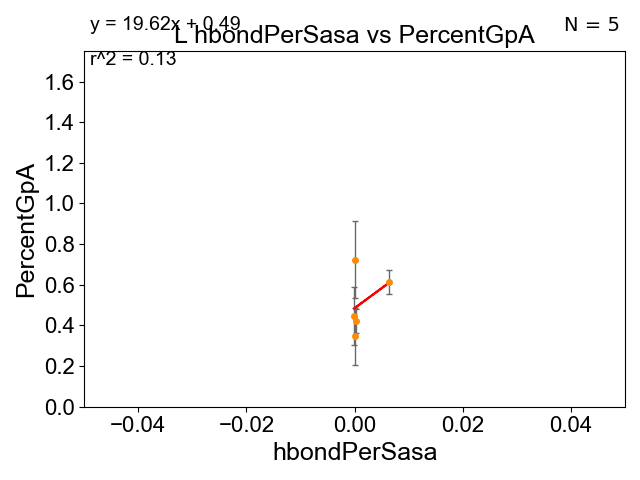 y = 19.62x + 0.49
L hbondPerSasa vs PercentGpA
N = 5
r^2 = 0.13
PercentGpA
1.6
1.4
1.2
1.0
0.8
0.6
0.4
0.2
0.0
−0.04
−0.02
0.00
0.02
0.04
hbondPerSasa